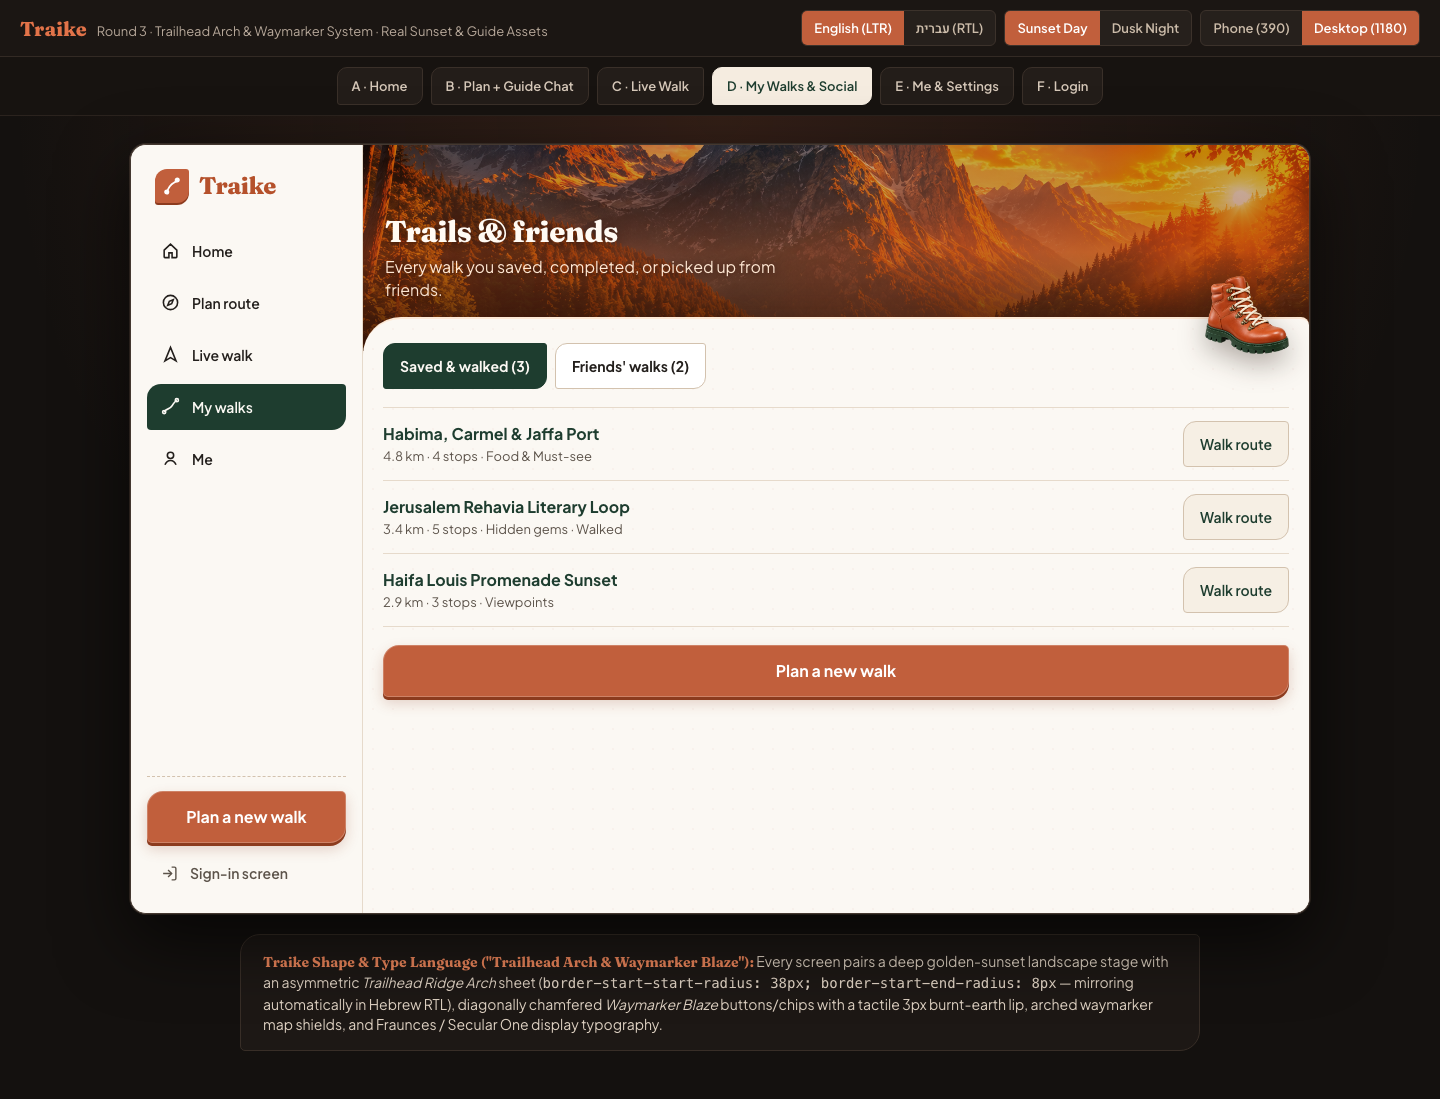 Traike Round 3 · Trailhead Arch & Waymarker System · Real Sunset & Guide Assets
English (LTR) עברית (RTL) Sunset Day Dusk Night Phone (390) Desktop (1180)
A · Home B · Plan + Guide Chat C · Live Walk D · My Walks & Social E · Me & Settings F · Login
Traike
Home
Plan route
Live walk
My walks
Me
Plan a new walk
Sign-in screen
Trails & friends
Every walk you saved, completed, or picked up from
friends.
Saved & walked (3) Friends' walks (2)
Habima, Carmel & Jaffa Port
4.8 km · 4 stops · Food & Must-see
Walk route
Jerusalem Rehavia Literary Loop
3.4 km · 5 stops · Hidden gems · Walked
Walk route
Haifa Louis Promenade Sunset
2.9 km · 3 stops · Viewpoints
Walk route
Plan a new walk
Traike Shape & Type Language ("Trailhead Arch & Waymarker Blaze"): Every screen pairs a deep golden-sunset landscape stage with
an asymmetric Trailhead Ridge Arch sheet (border-start-start-radius: 38px; border-start-end-radius: 8px — mirroring
automatically in Hebrew RTL), diagonally chamfered Waymarker Blaze buttons/chips with a tactile 3px burnt-earth lip, arched waymarker
map shields, and Fraunces / Secular One display typography.